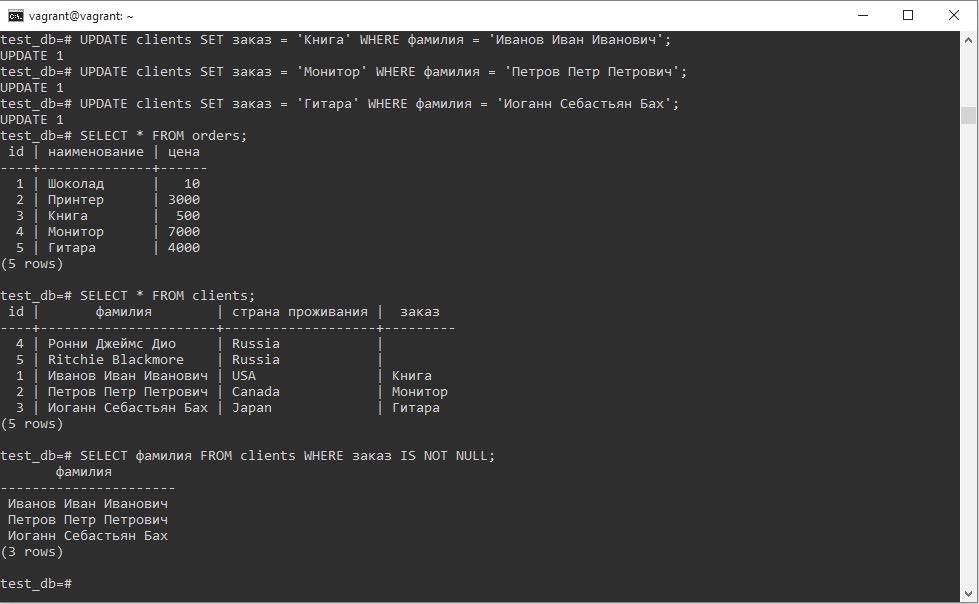 vagrant@vagrant: ~
test_db=# UPDATE clients SET заказ = 'Книга' WHERE фамилия = 'Иванов Иван Иванович';
UPDATE 1
test_db=# UPDATE clients SET заказ = 'Монитор' WHERE фамилия = 'Петров Петр Петрович';
UPDATE 1
test_db=# UPDATE clients SET заказ = 'Гитара' WHERE фамилия = 'Иоганн Себастьян Бах';
UPDATE 1
test_db=# SELECT * FROM orders;
 id | наименование | цена
----+--------------+------
  1 | Шоколад      |   10
  2 | Принтер      | 3000
  3 | Книга        |  500
  4 | Монитор      | 7000
  5 | Гитара       | 4000
(5 rows)

test_db=# SELECT * FROM clients;
 id |       фамилия        | страна проживания |  заказ
----+----------------------+-------------------+---------
  4 | Ронни Джеймс Дио     | Russia            |
  5 | Ritchie Blackmore    | Russia            |
  1 | Иванов Иван Иванович | USA               | Книга
  2 | Петров Петр Петрович | Canada            | Монитор
  3 | Иоганн Себастьян Бах | Japan             | Гитара
(5 rows)

test_db=# SELECT фамилия FROM clients WHERE заказ IS NOT NULL;
       фамилия
----------------------
 Иванов Иван Иванович
 Петров Петр Петрович
 Иоганн Себастьян Бах
(3 rows)

test_db=#